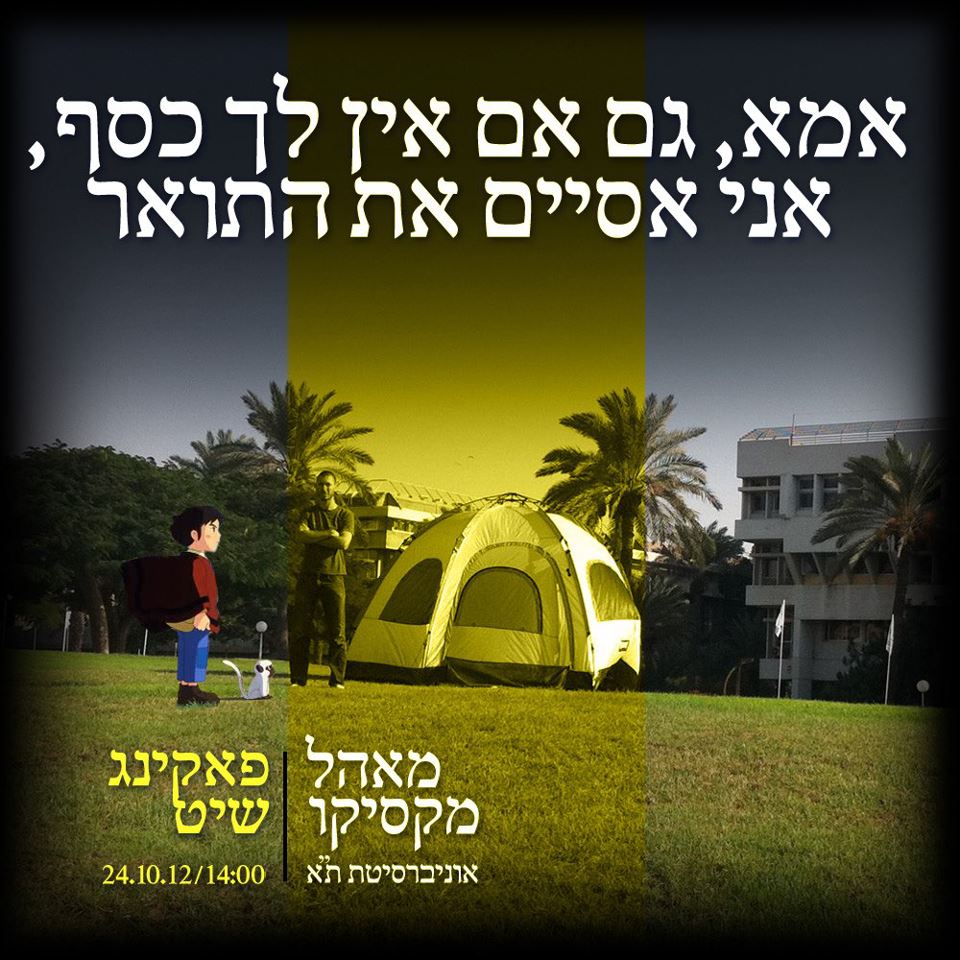 אמא, גם אם אין לך כסף,
אני אסיים את התואר
מאהל
מקסיקו
אוניברסיטת ת"א
פאקינג
שיט
24.10.12/14:00